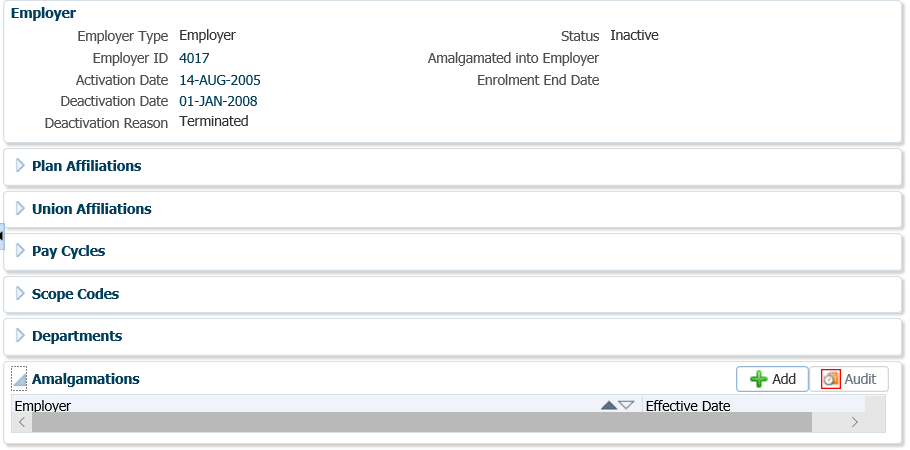 Employer
Employer Type Employer Status Inactive
Employer ID 4017 Amalgamated into Employer
Activation Date 14-AUG-2005 Enrolment End Date
Deactivation Date 01-JAN-2008
Deactivation Reason Terminated
Plan Affiliations
Union Affiliations
Pay Cycles
Scope Codes
Departments
Amalgamations Add Audit
Employer Effective Date